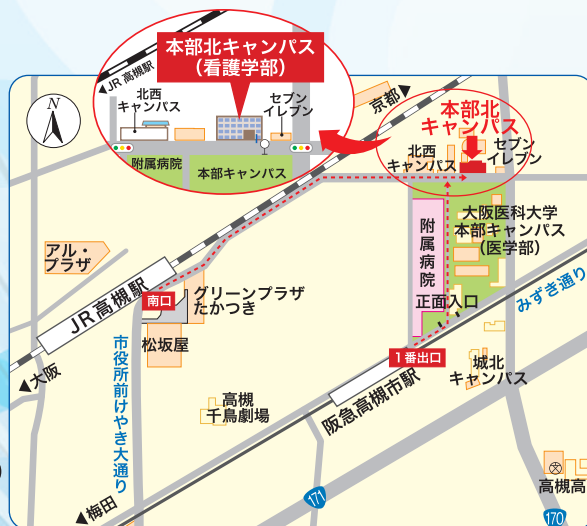 本部北キャンパス
(看護学部)
◀JR高槻駅
北西
キャンパス
セブン
イレブン
附属病院
本部キャンパス
N
京都▶
本部北
キャンパス
北西
キャンパス
セブン
イレブン
大阪医科大学
本部キャンパス
(医学部)
附属病院
正面入口
みずき通り
アル・
プラザ
JR高槻駅
南口
グリーンプラザ
たかつき
松坂屋
1番出口
城北
キャンパス
◀大阪
市役所前けやき大通り
高槻
千鳥劇場
阪急高槻市駅
◀梅田
171
高槻高
170